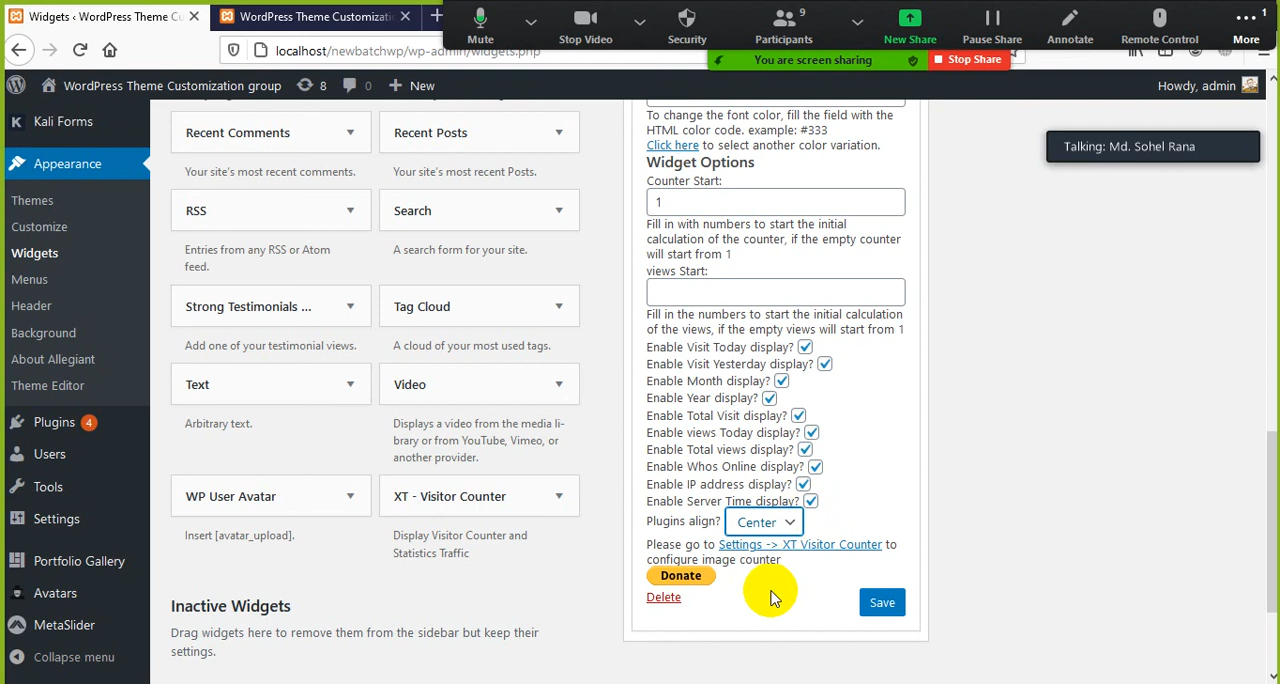 Widgets ‹ WordPress Theme C
WordPress Theme Customizati
Mute
Stop Video
Security
9
Participants
New Share
Pause Share
Annotate
Remote Control
1
More
localhost/newbatchwp/wp-admin/widgets.php
You are screen sharing
Stop Share
WordPress Theme Customization group
8
0
New
Howdy, admin
Talking: Md. Sohel Rana
Kali Forms
Appearance
Themes
Customize
Widgets
Menus
Header
Background
About Allegiant
Theme Editor
Plugins 4
Users
Tools
Settings
Portfolio Gallery
Avatars
MetaSlider
Collapse menu
Recent Comments
Your site's most recent comments.
Recent Posts
Your site's most recent Posts.
RSS
Entries from any RSS or Atom
feed.
Search
A search form for your site.
Strong Testimonials ...
Add one of your testimonial views.
Tag Cloud
A cloud of your most used tags.
Text
Arbitrary text.
Video
Displays a video from the media li-
brary or from YouTube, Vimeo, or
another provider.
WP User Avatar
Insert [avatar_upload].
XT - Visitor Counter
Display Visitor Counter and
Statistics Traffic
Inactive Widgets
Drag widgets here to remove them from the sidebar but keep their
settings.
To change the font color, fill the field with the
HTML color code. example: #333
Click here to select another color variation.
Widget Options
Counter Start:
1
Fill in with numbers to start the initial
calculation of the counter, if the empty counter
will start from 1
views Start:
Fill in the numbers to start the initial calculation
of the views, if the empty views will start from 1
Enable Visit Today display?
Enable Visit Yesterday display?
Enable Month display?
Enable Year display?
Enable Total Visit display?
Enable views Today display?
Enable Total views display?
Enable Whos Online display?
Enable IP address display?
Enable Server Time display?
Plugins align? Center
Please go to Settings -> XT Visitor Counter to
configure image counter
Donate
Delete
Save